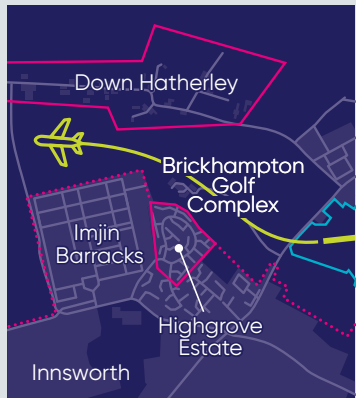 Down Hatherley
Brickhampton
Golf
Complex
Imjin
Barracks
Highgrove
Estate
Innsworth